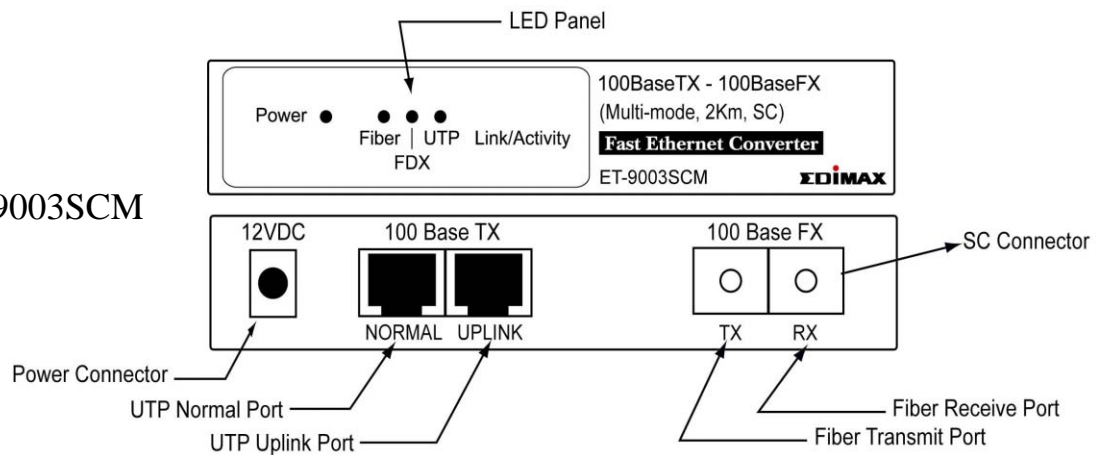 LED Panel
100BaseTX - 100BaseFX
(Multi-mode, 2Km, SC)
Fast Ethernet Converter
ET-9003SCM EDIMAX
Power
Fiber | UTP Link/Activity
FDX
9003SCM
12VDC 100 Base TX 100 Base FX
SC Connector
NORMAL UPLINK TX RX
Power Connector
UTP Normal Port
UTP Uplink Port
Fiber Receive Port
Fiber Transmit Port